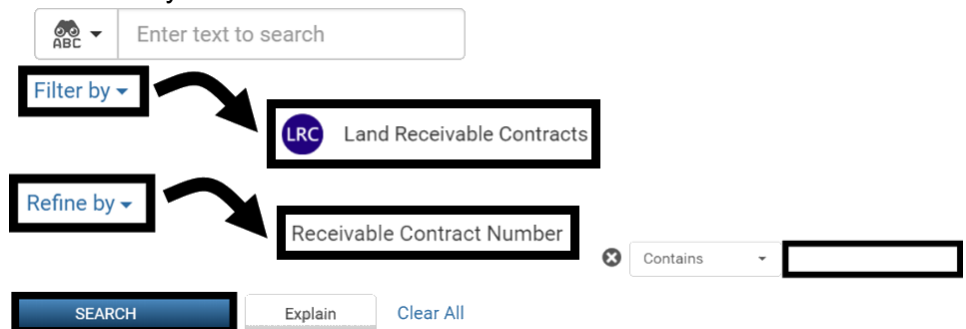 ABC Enter text to search
Filter by
LRC Land Receivable Contracts
Refine by
Receivable Contract Number
Contains
SEARCH Explain Clear All